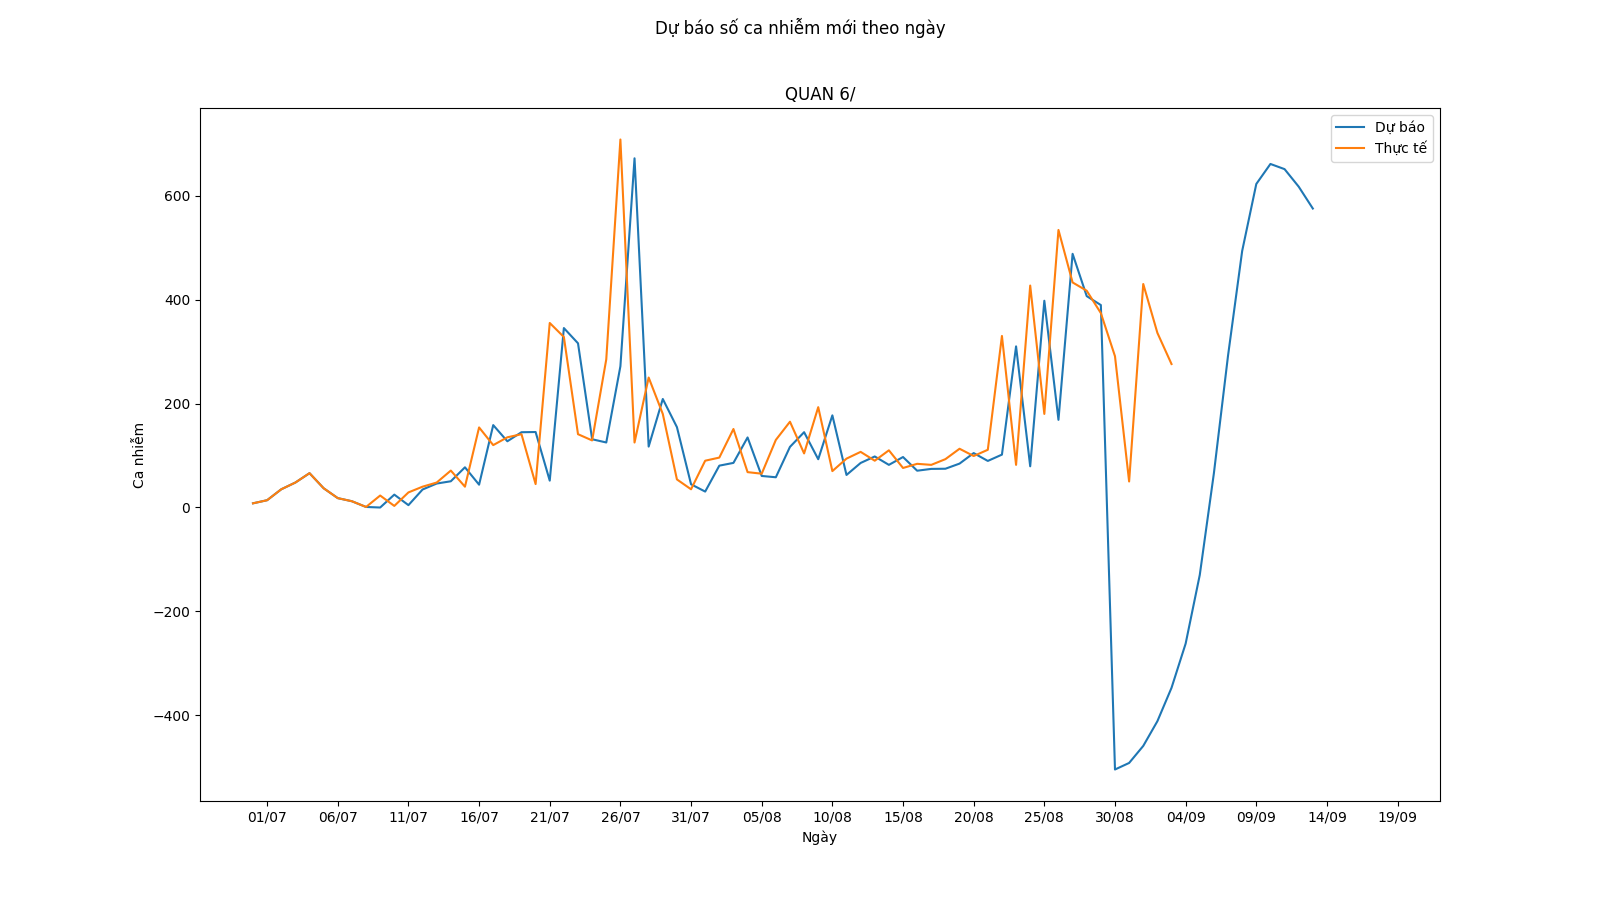 Dự báo số ca nhiễm mới theo ngày
QUAN 6/
Dự báo
Thực tế
Ca nhiễm
600
400
200
0
−200
−400
01/07 06/07 11/07 16/07 21/07 26/07 31/07 05/08 10/08 15/08 20/08 25/08 30/08 04/09 09/09 14/09 19/09
Ngày